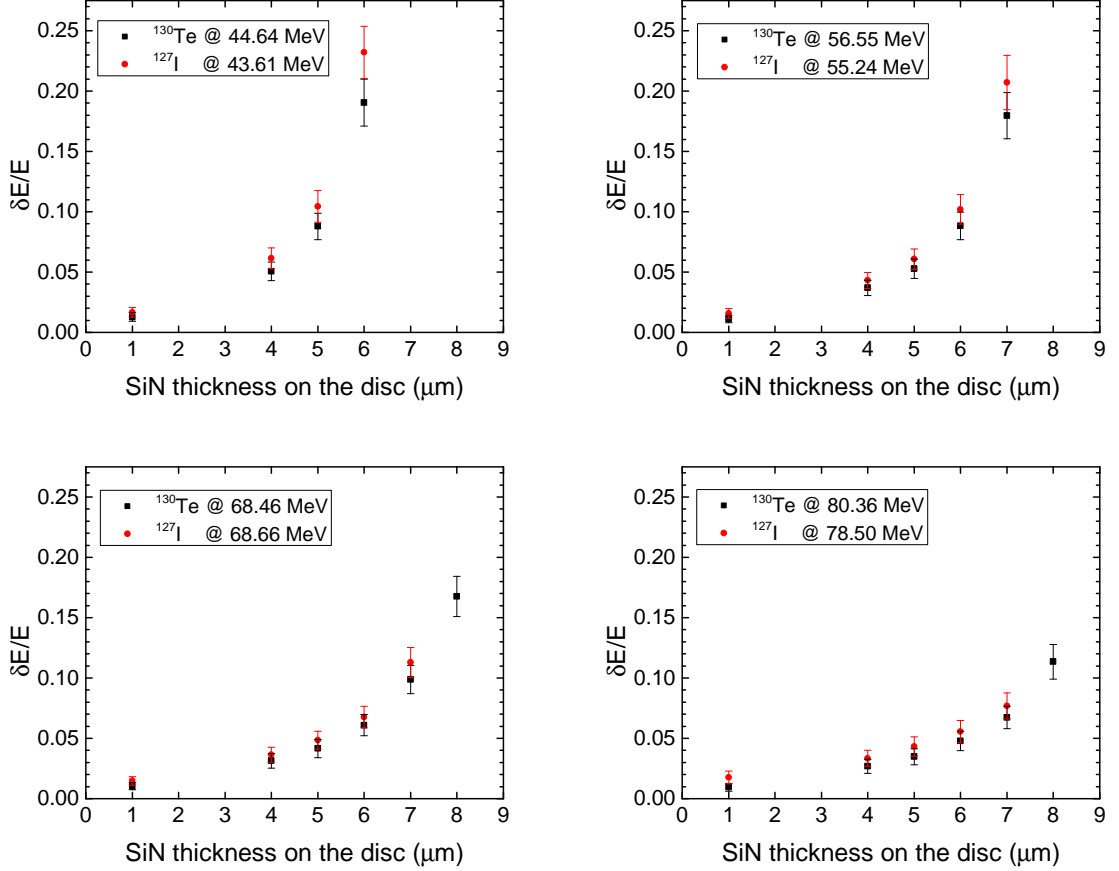 0.25
0.20
0.15
0.10
0.05
0.00
δE/E
¹³⁰Te @ 44.64 MeV
¹²⁷I @ 43.61 MeV
0 1 2 3 4 5 6 7 8 9
SiN thickness on the disc (μm)
0.25
0.20
0.15
0.10
0.05
0.00
δE/E
¹³⁰Te @ 56.55 MeV
¹²⁷I @ 55.24 MeV
0 1 2 3 4 5 6 7 8 9
SiN thickness on the disc (μm)
0.25
0.20
0.15
0.10
0.05
0.00
δE/E
¹³⁰Te @ 68.46 MeV
¹²⁷I @ 68.66 MeV
0 1 2 3 4 5 6 7 8 9
SiN thickness on the disc (μm)
0.25
0.20
0.15
0.10
0.05
0.00
δE/E
¹³⁰Te @ 80.36 MeV
¹²⁷I @ 78.50 MeV
0 1 2 3 4 5 6 7 8 9
SiN thickness on the disc (μm)